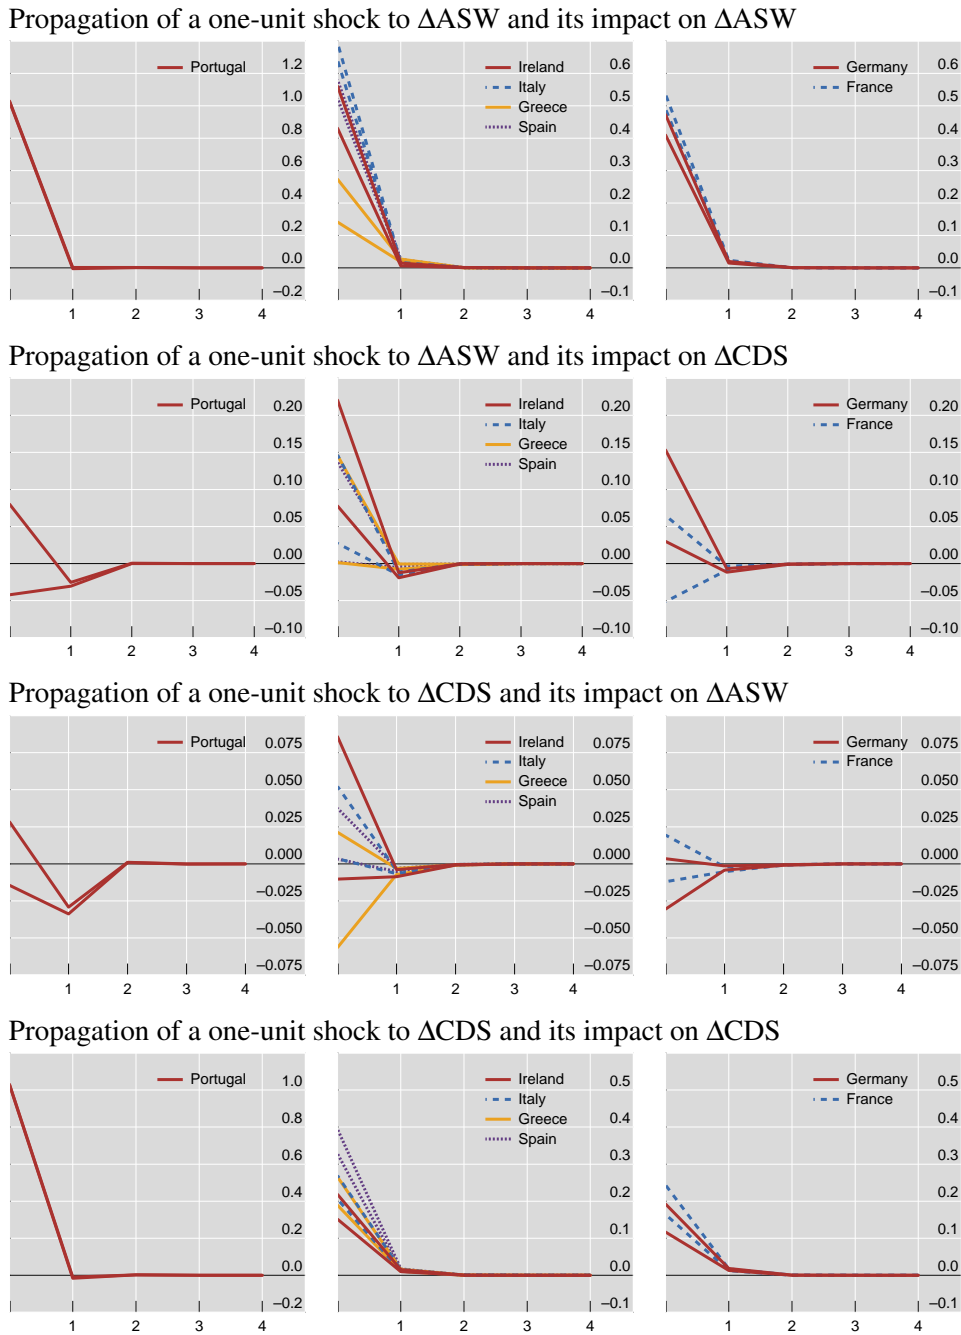 Propagation of a one-unit shock to ΔASW and its impact on ΔASW
Portugal
1.2
1.0
0.8
0.6
0.4
0.2
0.0
–0.2
1 2 3 4
Ireland
Italy
Greece
Spain
0.6
0.5
0.4
0.3
0.2
0.1
0.0
–0.1
1 2 3 4
Germany
France
0.6
0.5
0.4
0.3
0.2
0.1
0.0
–0.1
1 2 3 4
Propagation of a one-unit shock to ΔASW and its impact on ΔCDS
Portugal
0.20
0.15
0.10
0.05
0.00
–0.05
–0.10
1 2 3 4
Ireland
Italy
Greece
Spain
0.20
0.15
0.10
0.05
0.00
–0.05
–0.10
1 2 3 4
Germany
France
0.20
0.15
0.10
0.05
0.00
–0.05
–0.10
1 2 3 4
Propagation of a one-unit shock to ΔCDS and its impact on ΔASW
Portugal
0.075
0.050
0.025
0.000
–0.025
–0.050
–0.075
1 2 3 4
Ireland
Italy
Greece
Spain
0.075
0.050
0.025
0.000
–0.025
–0.050
–0.075
1 2 3 4
Germany
France
0.075
0.050
0.025
0.000
–0.025
–0.050
–0.075
1 2 3 4
Propagation of a one-unit shock to ΔCDS and its impact on ΔCDS
Portugal
1.0
0.8
0.6
0.4
0.2
0.0
–0.2
1 2 3 4
Ireland
Italy
Greece
Spain
0.5
0.4
0.3
0.2
0.1
0.0
–0.1
1 2 3 4
Germany
France
0.5
0.4
0.3
0.2
0.1
0.0
–0.1
1 2 3 4